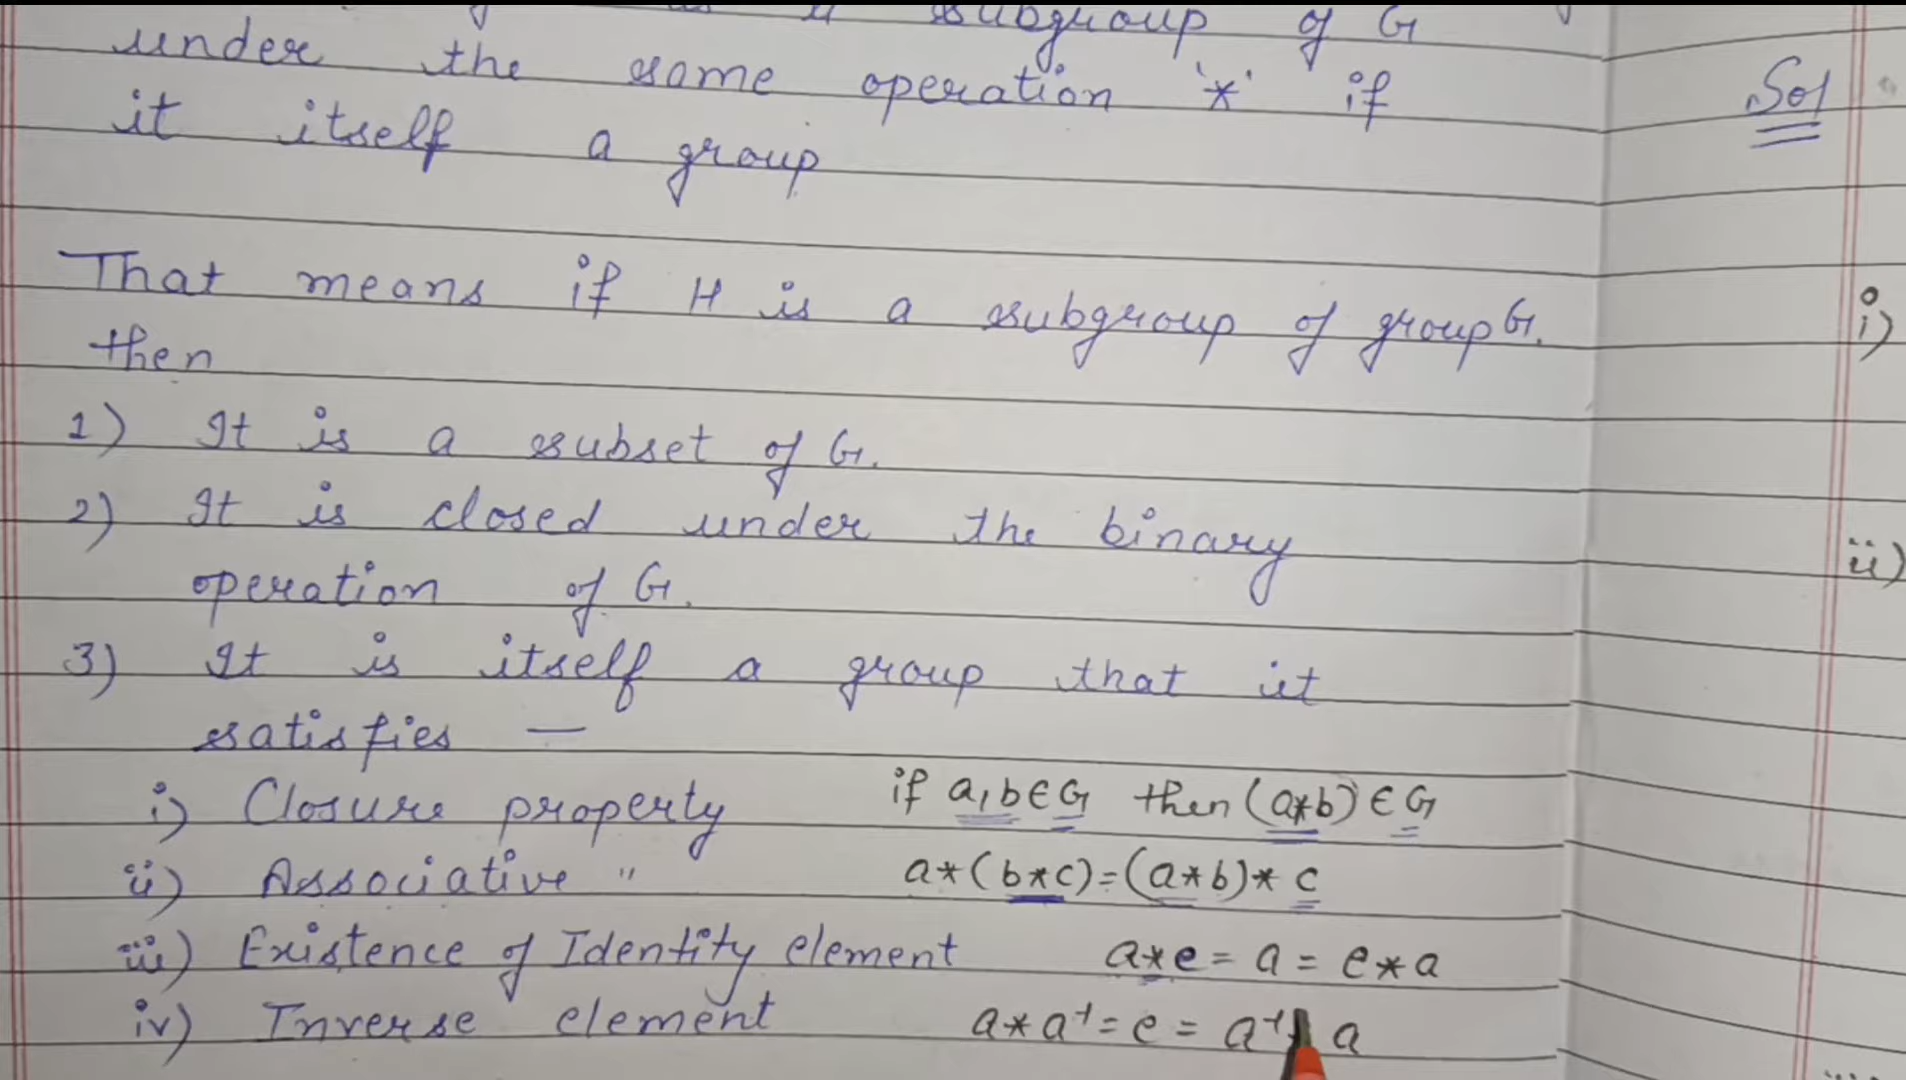 subgroup of G
under the same operation '*' if
it itself a group
Sol
That means if H is a subgroup of group G.
then
1) It is a subset of G.
2) It is closed under the binary
operation of G.
3) It is itself a group that it
satisfies —
i) Closure property if a,b∈G then (a*b)∈G
ii) Associative " a*(b*c)=(a*b)*c
iii) Existence of Identity element a*e = a = e*a
iv) Inverse element a*a⁻¹ = e = a⁻¹* a
i)
ii)